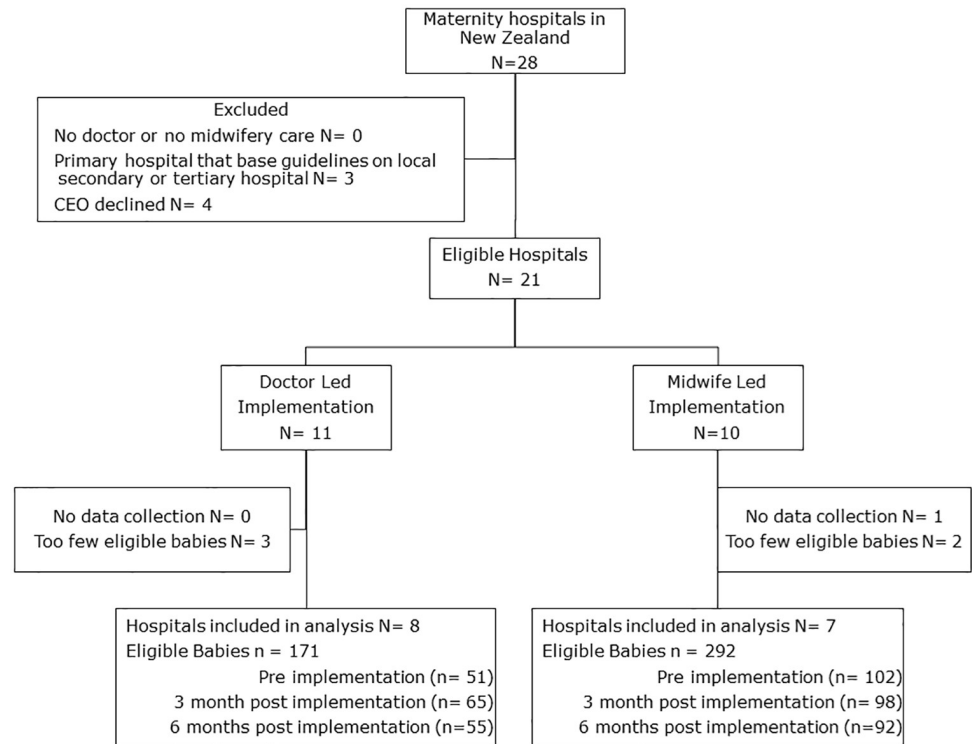 Maternity hospitals in
New Zealand
N=28
Excluded
No doctor or no midwifery care N= 0
Primary hospital that base guidelines on local
secondary or tertiary hospital N= 3
CEO declined N= 4
Eligible Hospitals
N= 21
Doctor Led
Implementation
N= 11
Midwife Led
Implementation
N=10
No data collection N= 0
Too few eligible babies N= 3
No data collection N= 1
Too few eligible babies N= 2
Hospitals included in analysis N= 8
Eligible Babies n = 171
Pre implementation (n= 51)
3 month post implementation (n= 65)
6 months post implementation (n= 55)
Hospitals included in analysis N= 7
Eligible Babies n = 292
Pre implementation (n= 102)
3 month post implementation (n= 98)
6 months post implementation (n=92)